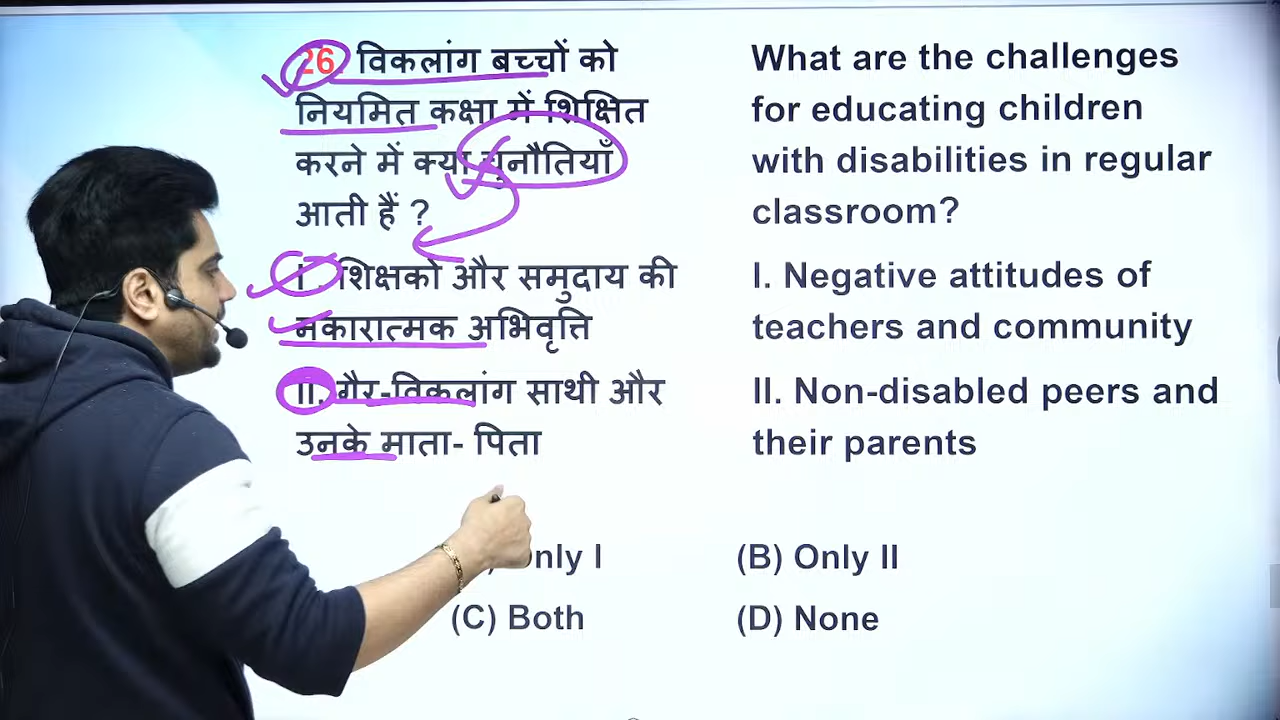 26. विकलांग बच्चों को
नियमित कक्षा में शिक्षित
करने में क्या चुनौतियाँ
आती हैं ?
I. शिक्षको और समुदाय की
नकारात्मक अभिवृत्ति
II. गैर-विकलांग साथी और
उनके माता- पिता
What are the challenges
for educating children
with disabilities in regular
classroom?
I. Negative attitudes of
teachers and community
II. Non-disabled peers and
their parents
Only I
(B) Only II
(C) Both
(D) None